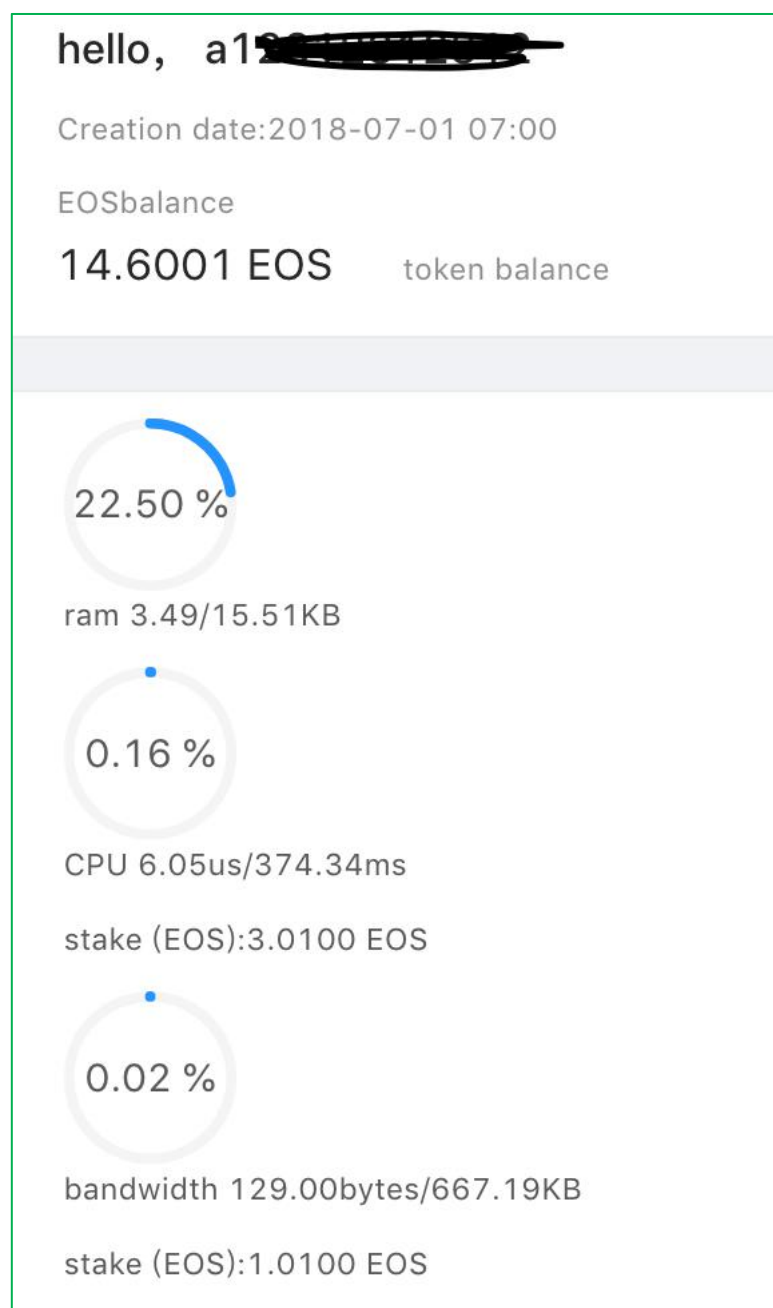 hello， a1
Creation date:2018-07-01 07:00
EOSbalance
14.6001 EOS token balance
22.50 %
ram 3.49/15.51KB
0.16 %
CPU 6.05us/374.34ms
stake (EOS):3.0100 EOS
0.02 %
bandwidth 129.00bytes/667.19KB
stake (EOS):1.0100 EOS